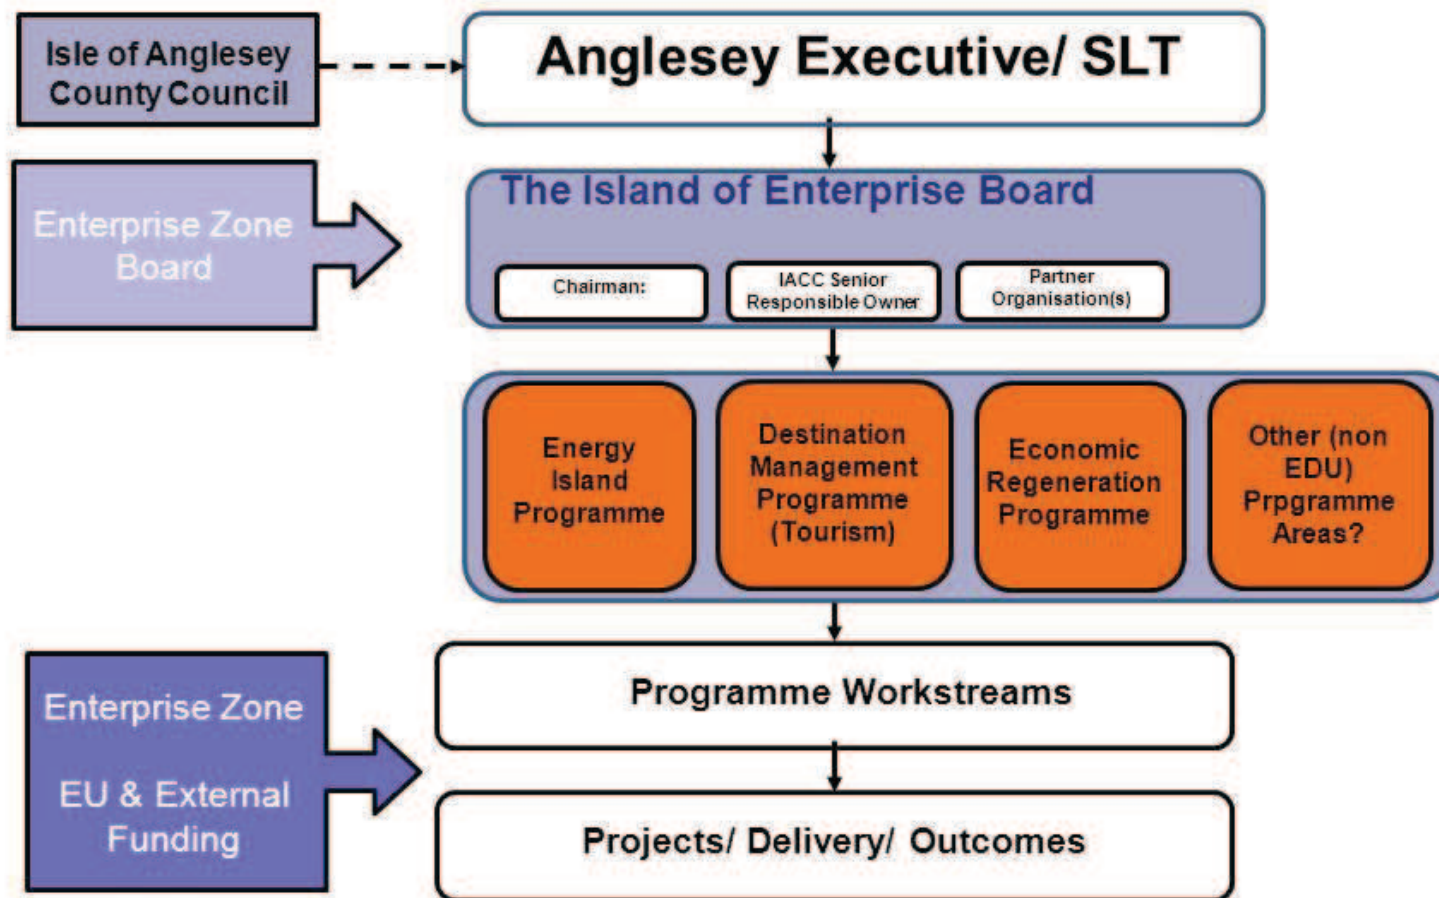 Isle of Anglesey
County Council
Anglesey Executive/ SLT
Enterprise Zone
Board
The Island of Enterprise Board
Chairman:
IACC Senior
Responsible Owner
Partner
Organisation(s)
Energy
Island
Programme
Destination
Management
Programme
(Tourism)
Economic
Regeneration
Programme
Other (non
EDU)
Prpgramme
Areas?
Enterprise Zone
EU & External
Funding
Programme Workstreams
Projects/ Delivery/ Outcomes